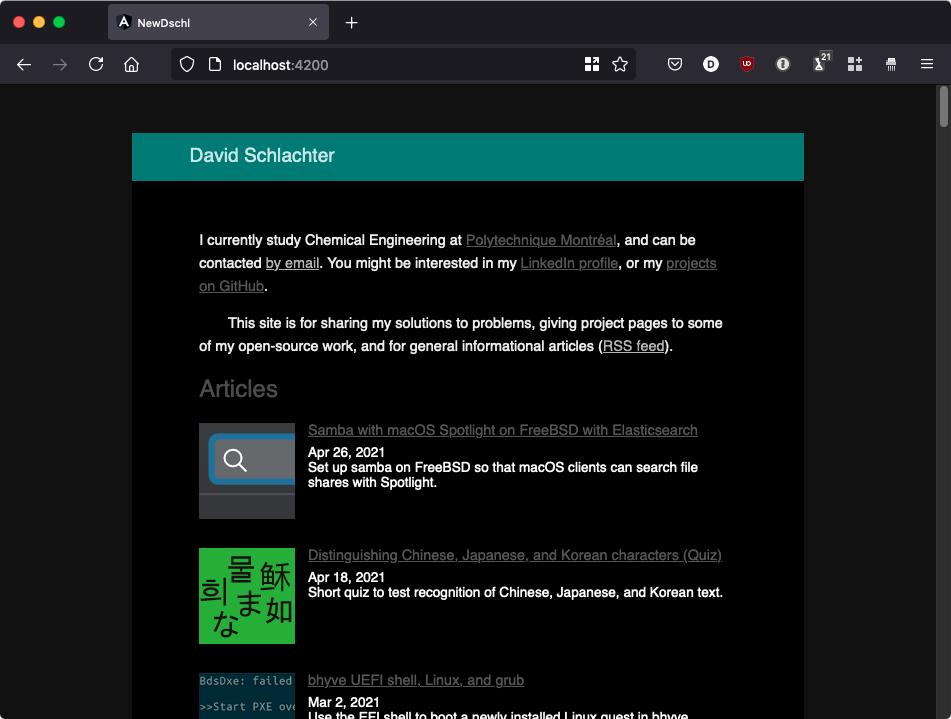 NewDschl
localhost:4200
D
UD
21
David Schlachter
I currently study Chemical Engineering at Polytechnique Montréal, and can be
contacted by email. You might be interested in my LinkedIn profile, or my projects
on GitHub.
This site is for sharing my solutions to problems, giving project pages to some
of my open-source work, and for general informational articles (RSS feed).
Articles
Samba with macOS Spotlight on FreeBSD with Elasticsearch
Apr 26, 2021
Set up samba on FreeBSD so that macOS clients can search file
shares with Spotlight.
물 稣
희 ま 如
な
Distinguishing Chinese, Japanese, and Korean characters (Quiz)
Apr 18, 2021
Short quiz to test recognition of Chinese, Japanese, and Korean text.
BdsDxe: failed
>>Start PXE ove
bhyve UEFI shell, Linux, and grub
Mar 2, 2021
Use the EFI shell to boot a newly installed Linux guest in bhyve